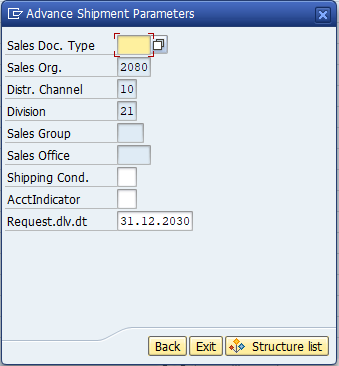 Advance Shipment Parameters
Sales Doc. Type
Sales Org. 2080
Distr. Channel 10
Division 21
Sales Group
Sales Office
Shipping Cond.
AcctIndicator
Request.dlv.dt 31.12.2030
Back Exit Structure list